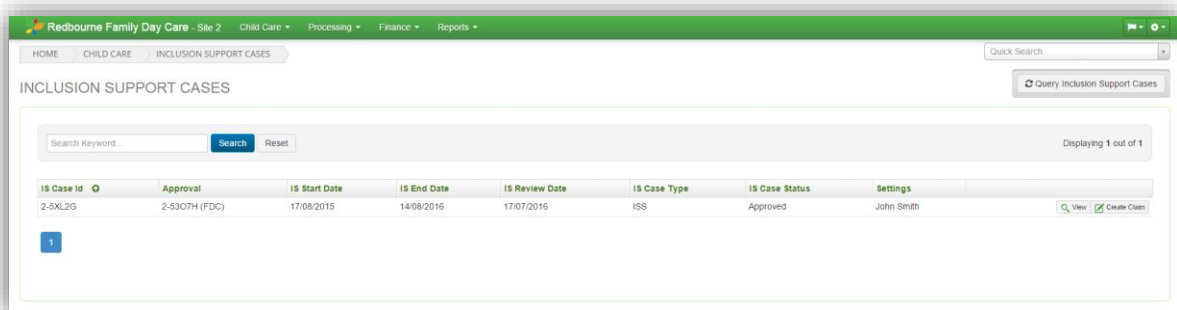 Redbourne Family Day Care - Site 2 Child Care Processing Finance Reports
HOME CHILD CARE INCLUSION SUPPORT CASES
Quick Search
INCLUSION SUPPORT CASES
Query Inclusion Support Cases
Search Keyword... Search Reset Displaying 1 out of 1
IS Case Id Approval IS Start Date IS End Date IS Review Date IS Case Type IS Case Status Settings
2-5XL2G 2-53O7H (FDC) 17/08/2015 14/08/2016 17/07/2016 ISS Approved John Smith View Create Claim
1